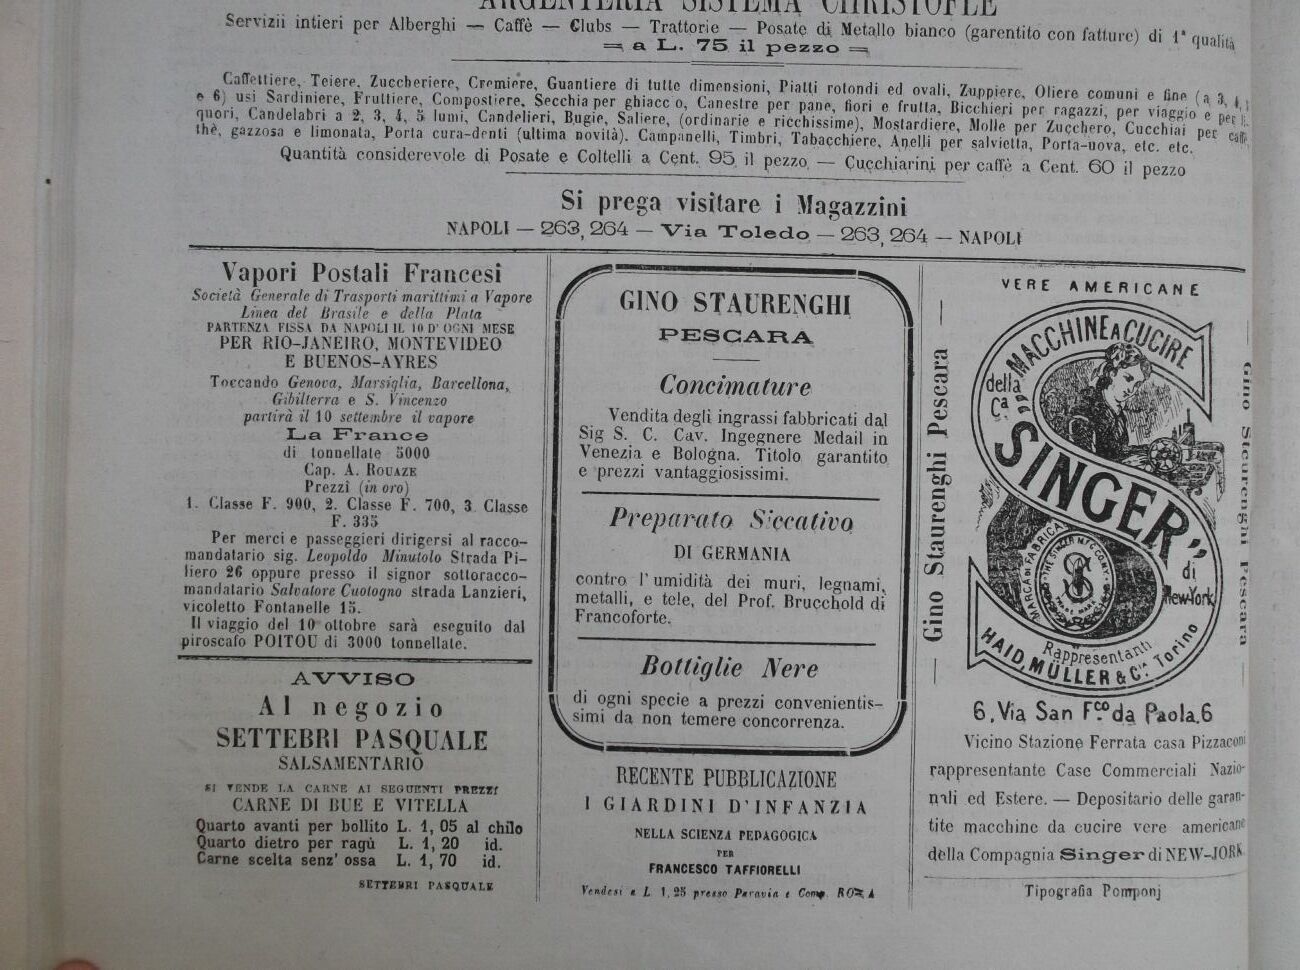 ARGENTERIA SISTEMA CHRISTOFLE
Servizii intieri per Alberghi — Caffè — Clubs — Trattorie — Posate di Metallo bianco (garentito con fatture) di 1ª qualità
a L. 75 il pezzo
Caffettiere, Teiere, Zuccheriere, Cremiere, Guantiere di tutte dimensioni, Piatti rotondi ed ovali, Zuppiere, Oliere comuni e fine (a 3, 4,
e 6) usi Sardiniere, Fruttiere, Compostiere, Secchia per ghiacc o, Canestre per pane, fiori e frutta, Bicchieri per ragazzi, per viaggio e per li-
quori, Candelabri a 2, 3, 4, 5 lumi, Candelieri, Bugie, Saliere, (ordinarie e ricchissime), Mostardiere, Molle per Zucchero, Cucchiai per caffè,
thè, gazzosa e limonata, Porta cura-denti (ultima novità). Campanelli, Timbri, Tabacchiere, Anelli per salvietta, Porta-uova, etc. etc.
Quantità considerevole di Posate e Coltelli a Cent. 95 il pezzo. — Cucchiarini per caffè a Cent. 60 il pezzo
Si prega visitare i Magazzini
NAPOLI — 263, 264 — Via Toledo — 263, 264 — NAPOLI
Vapori Postali Francesi
Società Generale di Trasporti marittimi a Vapore
Linea del Brasile e della Plata
PARTENZA FISSA DA NAPOLI IL 10 D'OGNI MESE
PER RIO-JANEIRO, MONTEVIDEO
E BUENOS-AYRES
Toccando Genova, Marsiglia, Barcellona,
Gibilterra e S. Vincenzo
partirà il 10 settembre il vapore
La France
di tonnellate 5000
Cap. A. ROUAZE
Prezzi (in oro)
1. Classe F. 900, 2. Classe F. 700, 3 Classe
F. 335
Per merci e passeggieri dirigersi al racco-
mandatario sig. Leopoldo Minutolo Strada Pi-
liero 26 oppure presso il signor sottoracco-
mandatario Salvatore Cuotogno strada Lanzieri,
vicoletto Fontanelle 15.
Il viaggio del 10 ottobre sarà eseguito dal
piroscafo POITOU di 3000 tonnellate.
AVVISO
Al negozio
SETTEBRI PASQUALE
SALSAMENTARIO
SI VENDE LA CARNE AI SEGUENTI PREZZI
CARNE DI BUE E VITELLA
Quarto avanti per bollito L. 1, 05 al chilo
Quarto dietro per ragù L. 1, 20 id.
Carne scelta senz' ossa L. 1, 70 id.
SETTEBRI PASQUALE
GINO STAURENGHI
PESCARA
Concimature
Vendita degli ingrassi fabbricati dal
Sig S. C. Cav. Ingegnere Medail in
Venezia e Bologna. Titolo garantito
e prezzi vantaggiosissimi.
Preparato Siccativo
DI GERMANIA
contro l'umidità dei muri, legnami,
metalli, e tele, del Prof. Brucchold di
Francoforte.
Bottiglie Nere
di ogni specie a prezzi convenientis-
simi da non temere concorrenza.
RECENTE PUBBLICAZIONE
I GIARDINI D'INFANZIA
NELLA SCIENZA PEDAGOGICA
PER
FRANCESCO TAFFIORELLI
Vendesi a L 1,25 presso Paravia e Comp. ROMA
— Gino Staurenghi Pescara —
VERE AMERICANE
MACCHINE A CUCIRE
della
Cª
"SINGER"
di
New-York
MARCA DI FABRICA
THE SINGER MFG CO NY
TRADE MARK
Rappresentanti
HAID, MÜLLER & Cia. Torino
6, Via San F.co da Paola, 6
— Gino Staurenghi Pescara —
Vicino Stazione Ferrata casa Pizzaconi
rappresentante Case Commerciali Nazio-
nali ed Estere. — Depositario delle garan-
tite macchine da cucire vere americane
della Compagnia Singer di NEW-JORK
Tipografia Pomponj